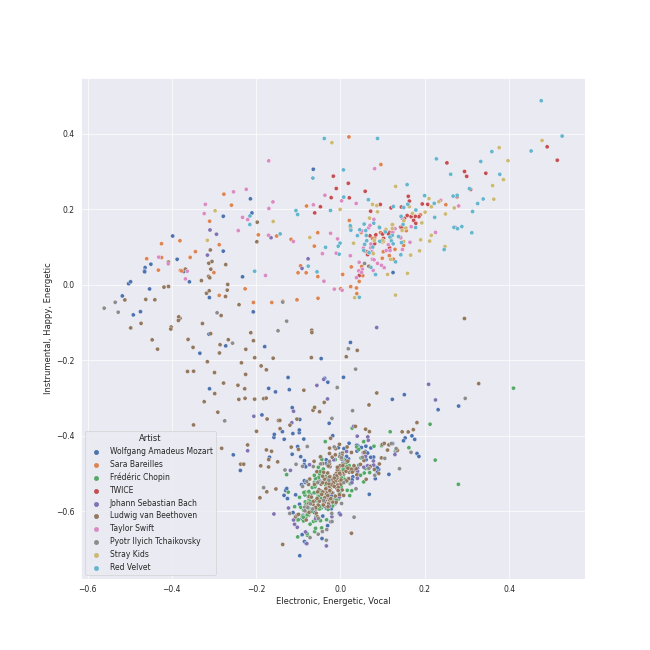 0.4
0.2
0.0
−0.2
−0.4
−0.6
Instrumental, Happy, Energetic
Artist
Wolfgang Amadeus Mozart
Sara Bareilles
Frédéric Chopin
TWICE
Johann Sebastian Bach
Ludwig van Beethoven
Taylor Swift
Pyotr Ilyich Tchaikovsky
Stray Kids
Red Velvet
−0.6 −0.4 −0.2 0.0 0.2 0.4
Electronic, Energetic, Vocal